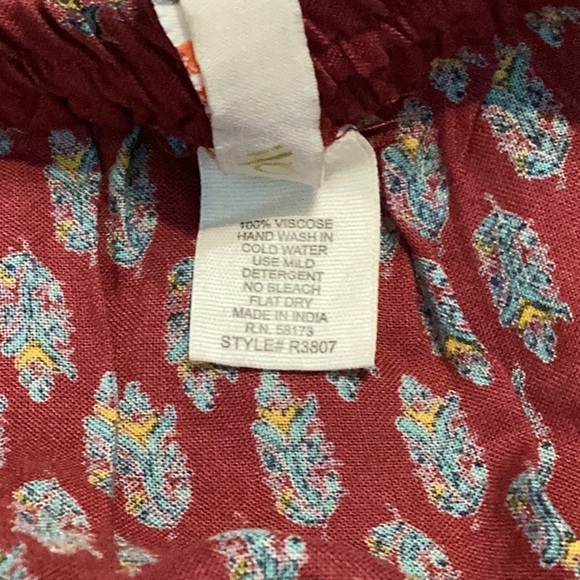 100% VISCOSE
HAND WASH IN
COLD WATER
USE MILD
DETERGENT
NO BLEACH
FLAT DRY
MADE IN INDIA
R.N. 58173
STYLE# R3807